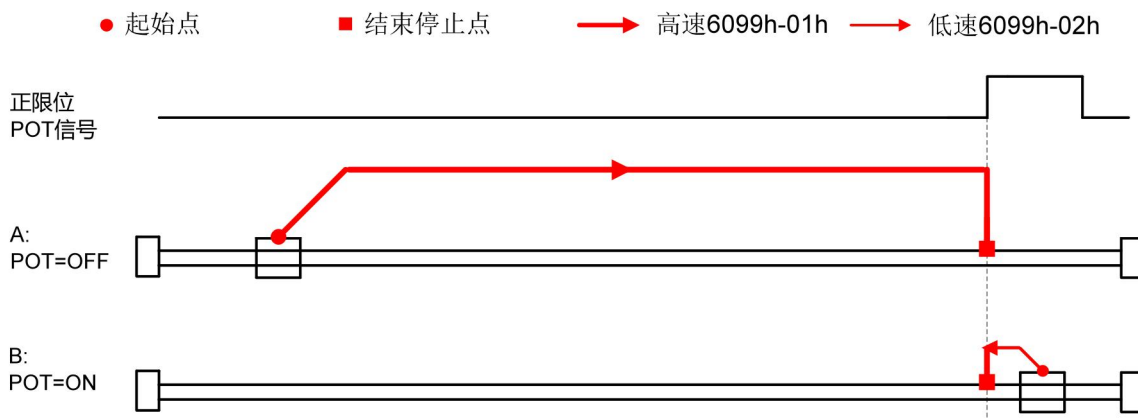 起始点 结束停止点 高速6099h-01h 低速6099h-02h
正限位
POT信号
A:
POT=OFF
B:
POT=ON